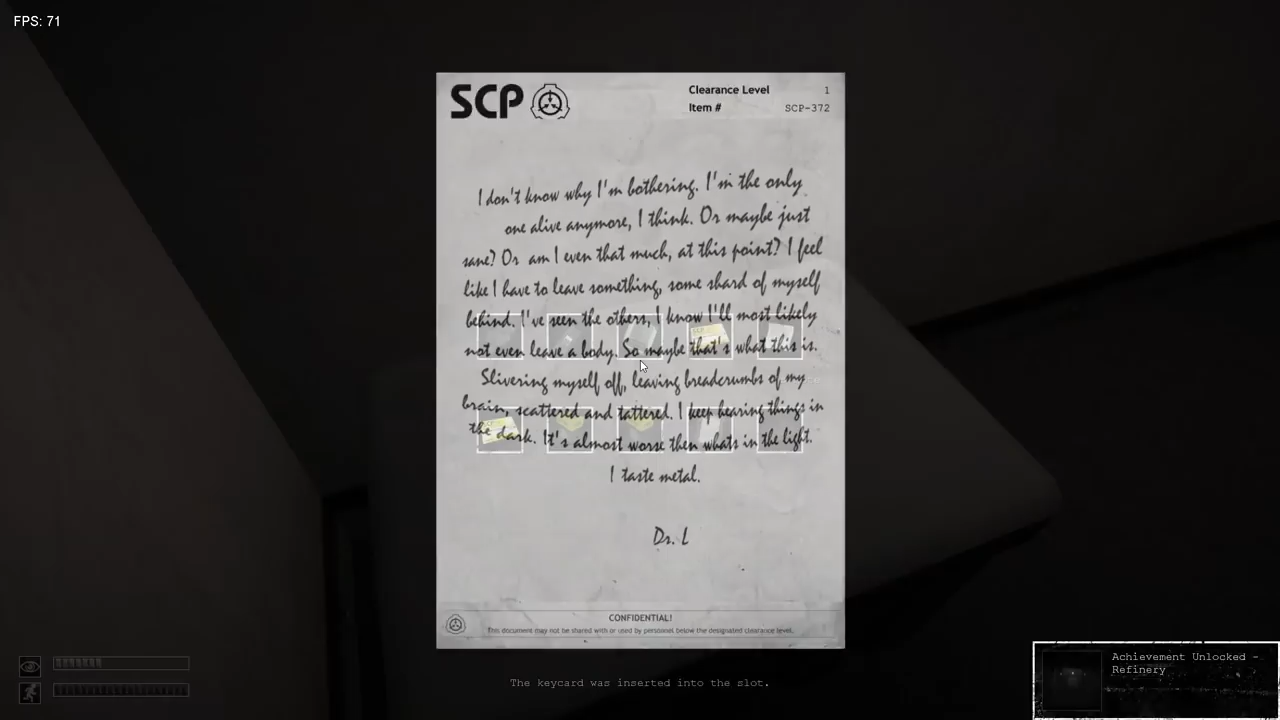 FPS: 71
SCP
Clearance Level 1
Item # SCP-372
I don't know why I'm bothering. I'm the only
one alive anymore, I think. Or maybe just
sane? Or am I even that much, at this point? I feel
like I have to leave something, some shard of myself
behind. I've seen the others, I know I'll most likely
not even leave a body. So maybe that's what this is.
Slivering myself off, leaving breadcrumbs of my
brain, scattered and tattered. I keep hearing things in
the dark. It's almost worse then whats in the light.
I taste metal.
Dr. L
CONFIDENTIAL!
This document may not be shared with or used by personnel below the designated clearance level.
The keycard was inserted into the slot.
Achievement Unlocked -
Refinery